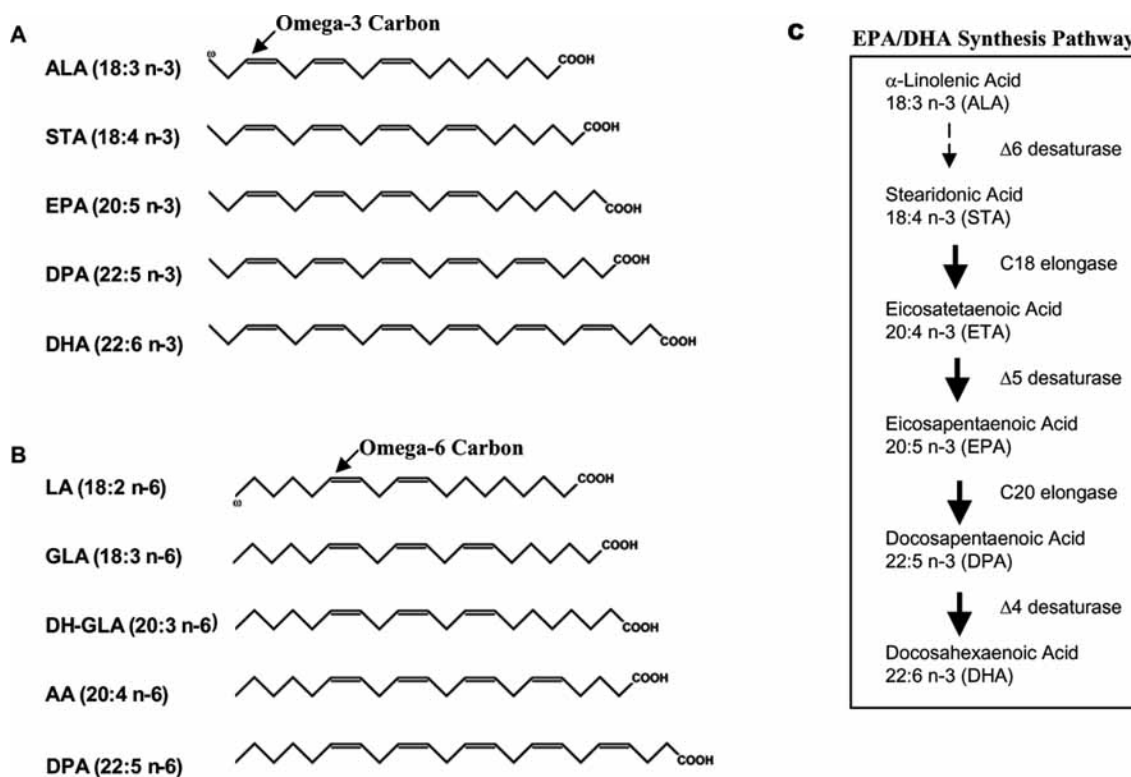 A
Omega-3 Carbon
ω
ALA (18:3 n-3)
COOH
STA (18:4 n-3)
COOH
EPA (20:5 n-3)
COOH
DPA (22:5 n-3)
COOH
DHA (22:6 n-3)
COOH
B
Omega-6 Carbon
LA (18:2 n-6)
ω
COOH
GLA (18:3 n-6)
COOH
DH-GLA (20:3 n-6)
COOH
AA (20:4 n-6)
COOH
DPA (22:5 n-6)
COOH
C
EPA/DHA Synthesis Pathway
α-Linolenic Acid
18:3 n-3 (ALA)
Δ6 desaturase
Stearidonic Acid
18:4 n-3 (STA)
C18 elongase
Eicosatetaenoic Acid
20:4 n-3 (ETA)
Δ5 desaturase
Eicosapentaenoic Acid
20:5 n-3 (EPA)
C20 elongase
Docosapentaenoic Acid
22:5 n-3 (DPA)
Δ4 desaturase
Docosahexaenoic Acid
22:6 n-3 (DHA)